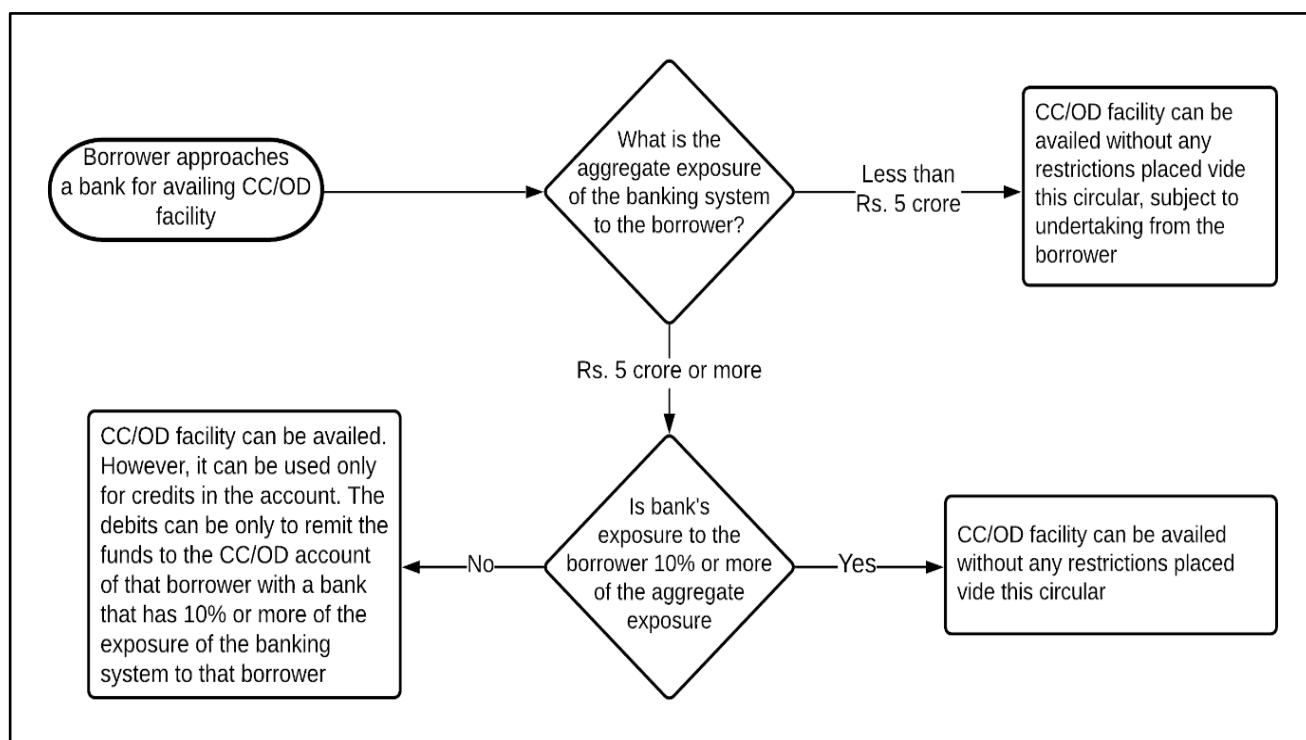 Borrower approaches
a bank for availing CC/OD
facility
What is the
aggregate exposure
of the banking system
to the borrower?
Less than
Rs. 5 crore
CC/OD facility can be
availed without any
restrictions placed vide
this circular, subject to
undertaking from the
borrower
Rs. 5 crore or more
CC/OD facility can be availed.
However, it can be used only
for credits in the account. The
debits can be only to remit the
funds to the CC/OD account
of that borrower with a bank
that has 10% or more of the
exposure of the banking
system to that borrower
No
Is bank's
exposure to the
borrower 10% or more
of the aggregate
exposure
Yes
CC/OD facility can be availed
without any restrictions placed
vide this circular